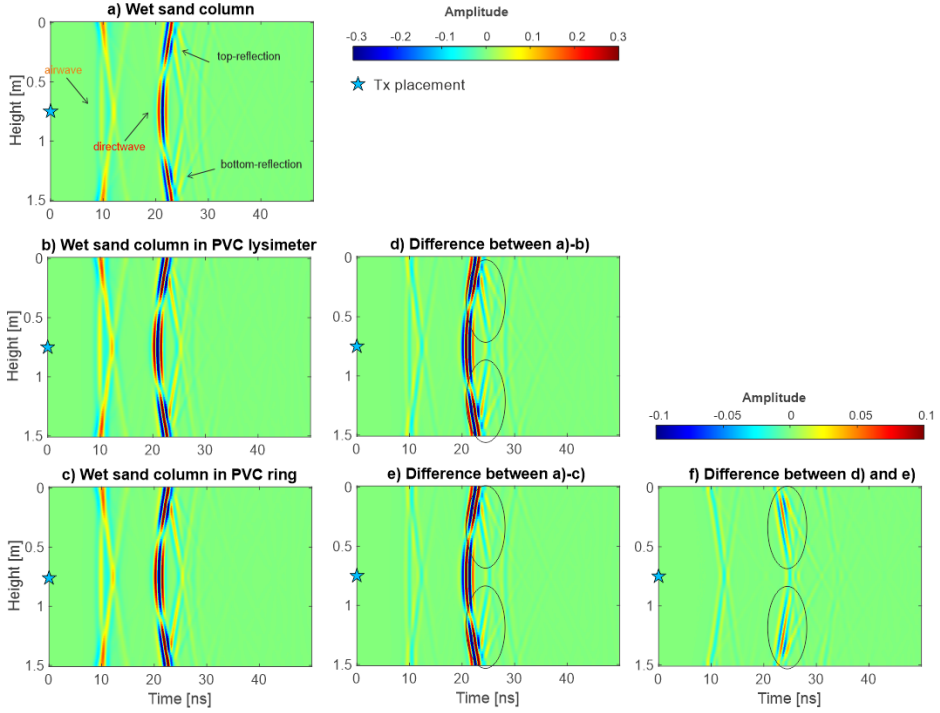 a) Wet sand column
0
0.5
1
1.5
Height [m]
airwave
directwave
top-reflection
bottom-reflection
0 10 20 30 40
Amplitude
-0.3 -0.2 -0.1 0 0.1 0.2 0.3
Tx placement
b) Wet sand column in PVC lysimeter
0
0.5
1
1.5
Height [m]
0 10 20 30 40
d) Difference between a)-b)
0
0.5
1
1.5
0 10 20 30 40
Amplitude
-0.1 -0.05 0 0.05 0.1
c) Wet sand column in PVC ring
0
0.5
1
1.5
Height [m]
0 10 20 30 40
Time [ns]
e) Difference between a)-c)
0
0.5
1
1.5
0 10 20 30 40
Time [ns]
f) Difference between d) and e)
0
0.5
1
1.5
0 10 20 30 40 50
Time [ns]